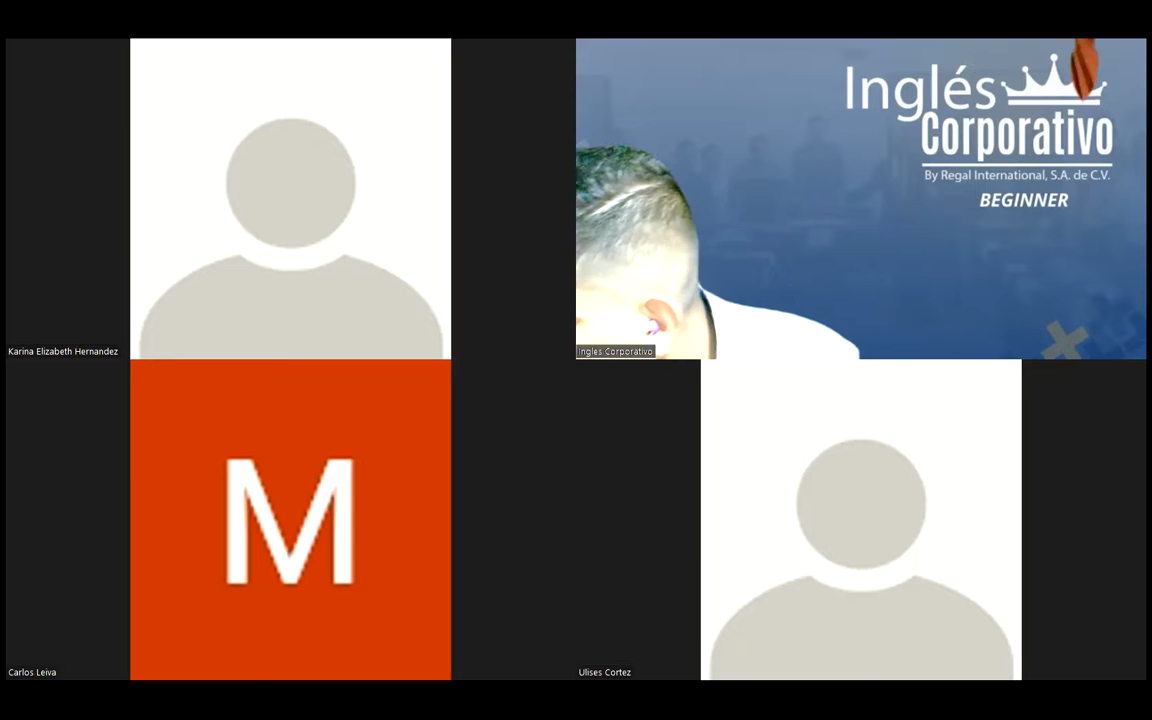 Inglés
Corporativo
By Regal International, S.A. de C.V.
BEGINNER
Karina Elizabeth Hernandez
Ingles Corporativo
M
Carlos Leiva
Ulises Cortez